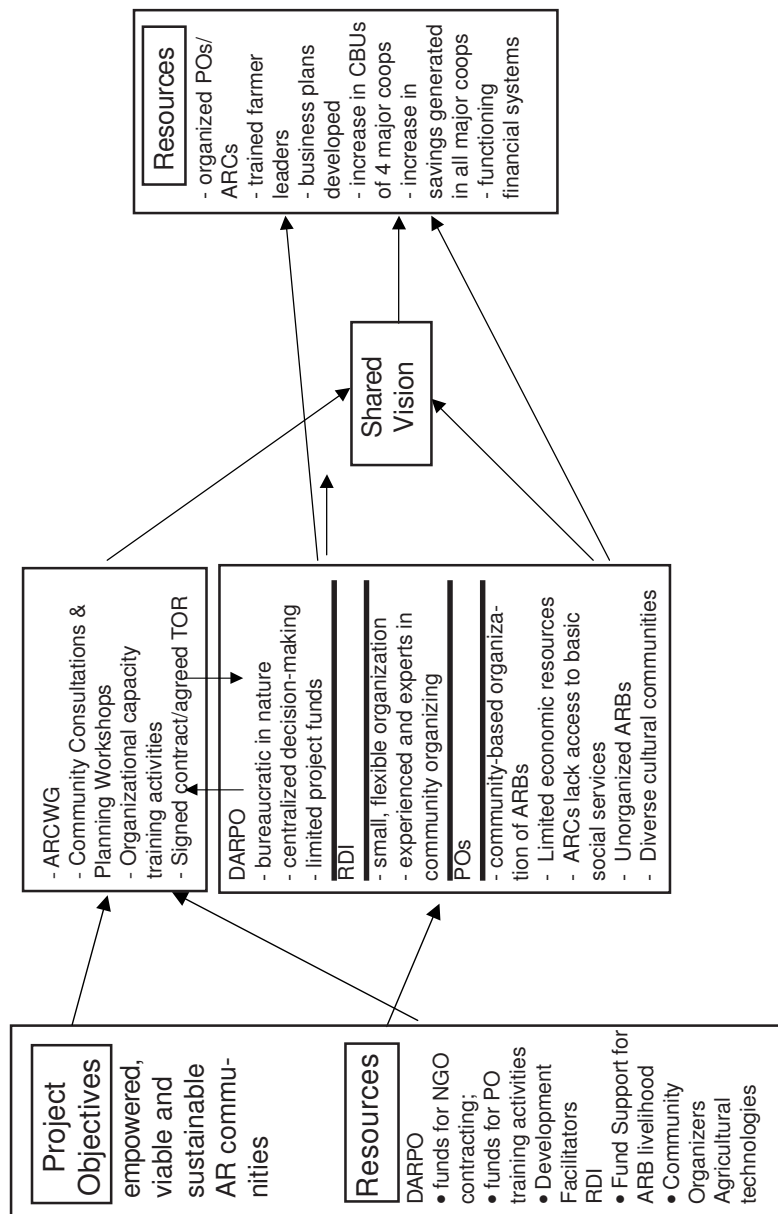 Project
Objectives
empowered,
viable and
sustainable
AR commu-
nities
Resources
DARPO
• funds for NGO
contracting;
• funds for PO
training activities
• Development
Facilitators
RDI
• Fund Support for
ARB livelihood
• Community
Organizers
Agricultural
technologies
- ARCWG
- Community Consultations &
Planning Workshops
- Organizational capacity
training activities
- Signed contract/agreed TOR
DARPO
- bureaucratic in nature
- centralized decision-making
- limited project funds
RDI
- small, flexible organization
- experienced and experts in
community organizing
POs
- community-based organiza-
tion of ARBs
- Limited economic resources
- ARCs lack access to basic
social services
- Unorganized ARBs
- Diverse cultural communities
Shared
Vision
Resources
- organized POs/
ARCs
- trained farmer
leaders
- business plans
developed
- increase in CBUs
of 4 major coops
- increase in
savings generated
in all major coops
- functioning
financial systems